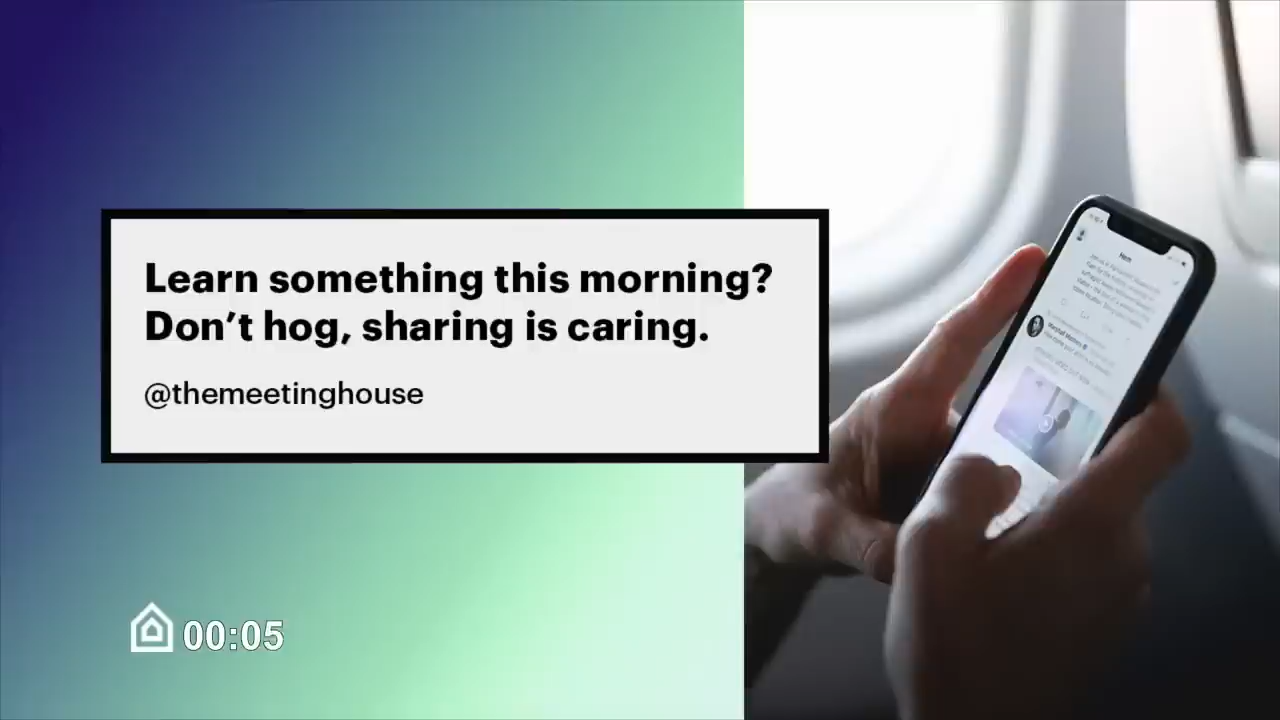 Learn something this morning?
Don’t hog, sharing is caring.
@themeetinghouse
00:05